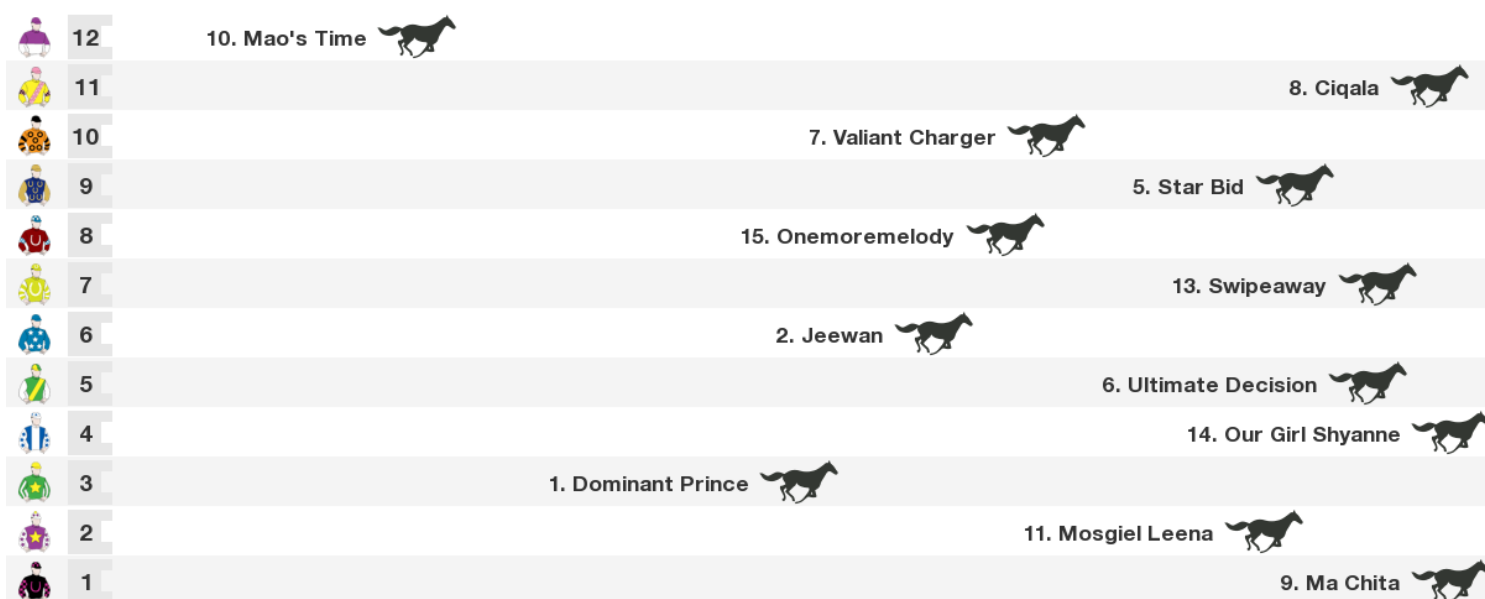 12 10. Mao's Time
11 8. Ciqala
10 7. Valiant Charger
9 5. Star Bid
8 15. Onemoremelody
7 13. Swipeaway
6 2. Jeewan
5 6. Ultimate Decision
4 14. Our Girl Shyanne
3 1. Dominant Prince
2 11. Mosgiel Leena
1 9. Ma Chita